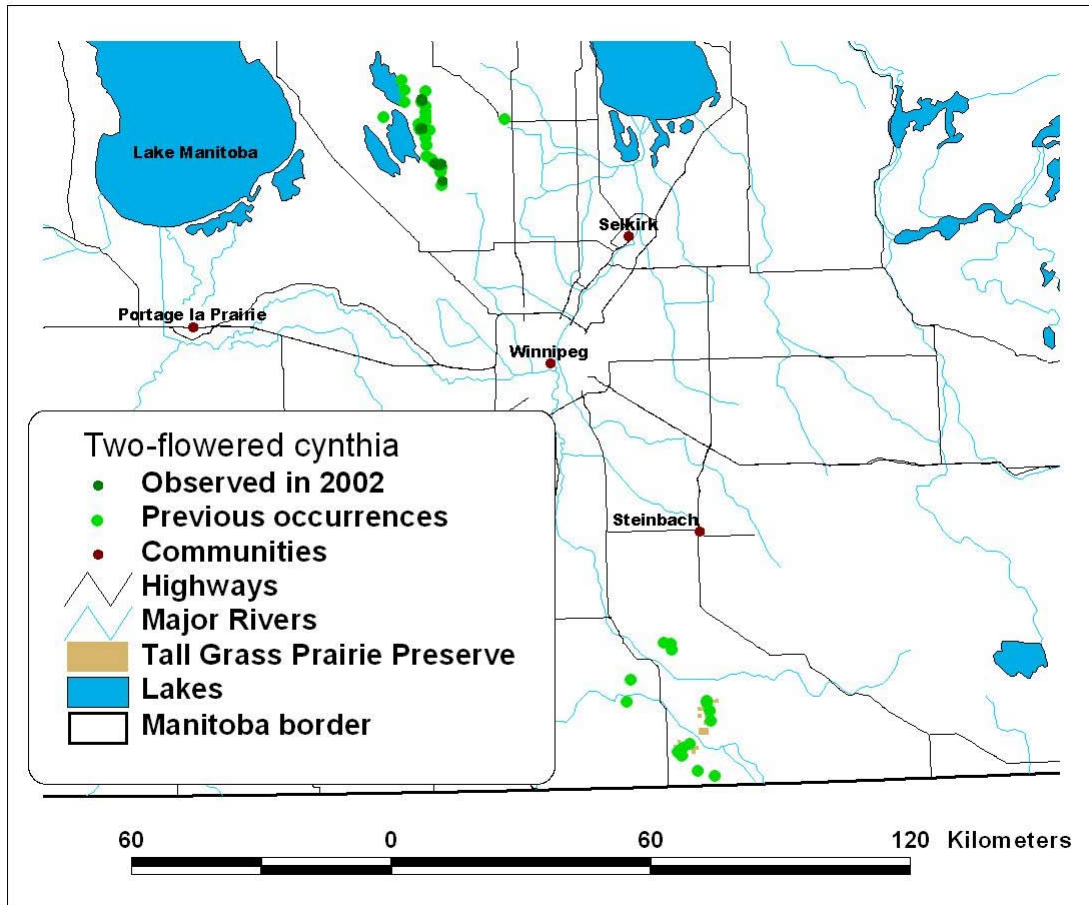 Lake Manitoba
Selkirk
Portage la Prairie
Winnipeg
Two-flowered cynthia
Observed in 2002
Previous occurrences
Communities
Highways
Major Rivers
Tall Grass Prairie Preserve
Lakes
Manitoba border
Steinbach
60 0 60 120 Kilometers